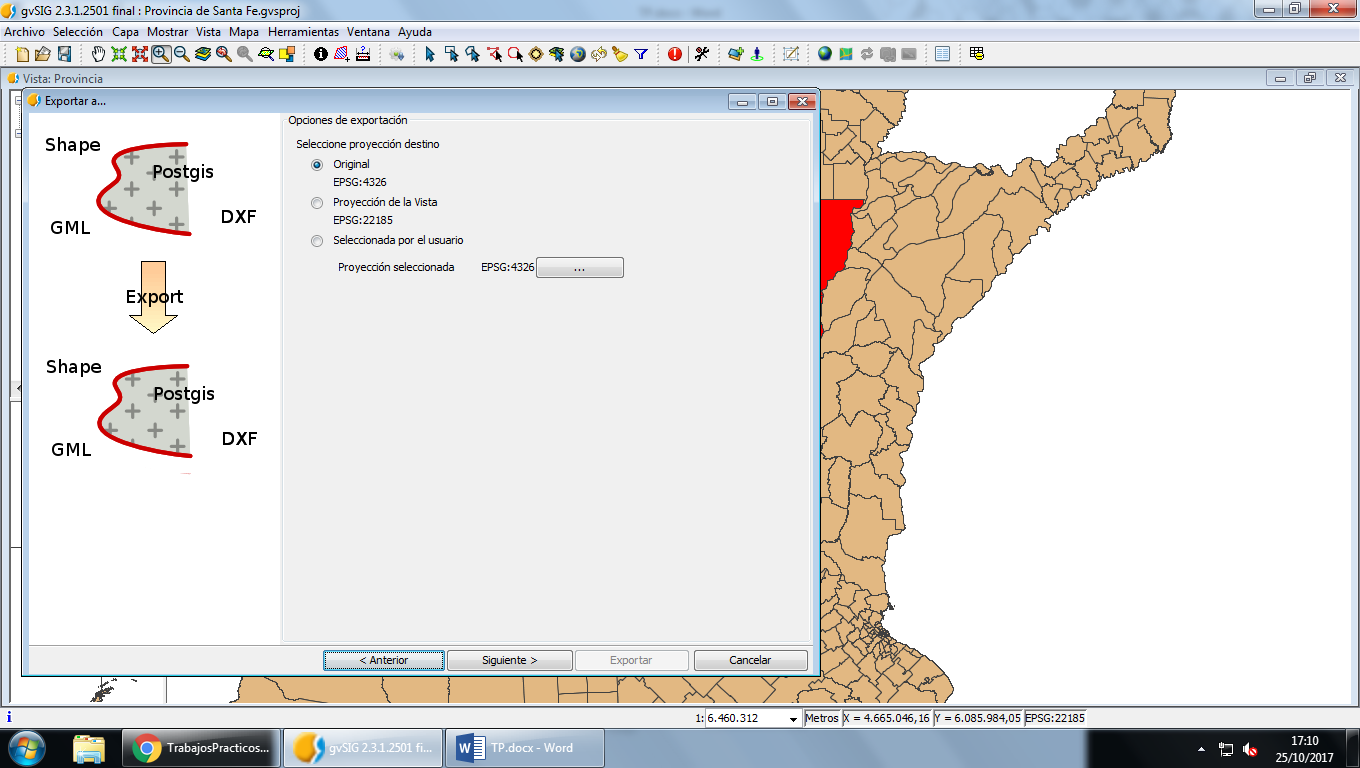 gvSIG 2.3.1.2501 final : Provincia de Santa Fe.gvsproj
Archivo Selección Capa Mostrar Vista Mapa Herramientas Ventana Ayuda
Vista: Provincia
Exportar a...
Shape
Postgis
GML
DXF
Export
Shape
Postgis
GML
DXF
Opciones de exportación
Seleccione proyección destino
Original
EPSG:4326
Proyección de la Vista
EPSG:22185
Seleccionada por el usuario
Proyección seleccionada EPSG:4326 ...
< Anterior Siguiente > Exportar Cancelar
1: 6.460.312 Metros X = 4.665.046,16 Y = 6.085.984,05 EPSG:22185
TrabajosPracticos... gvSIG 2.3.1.2501 fi... TP.docx - Word
17:10
25/10/2017